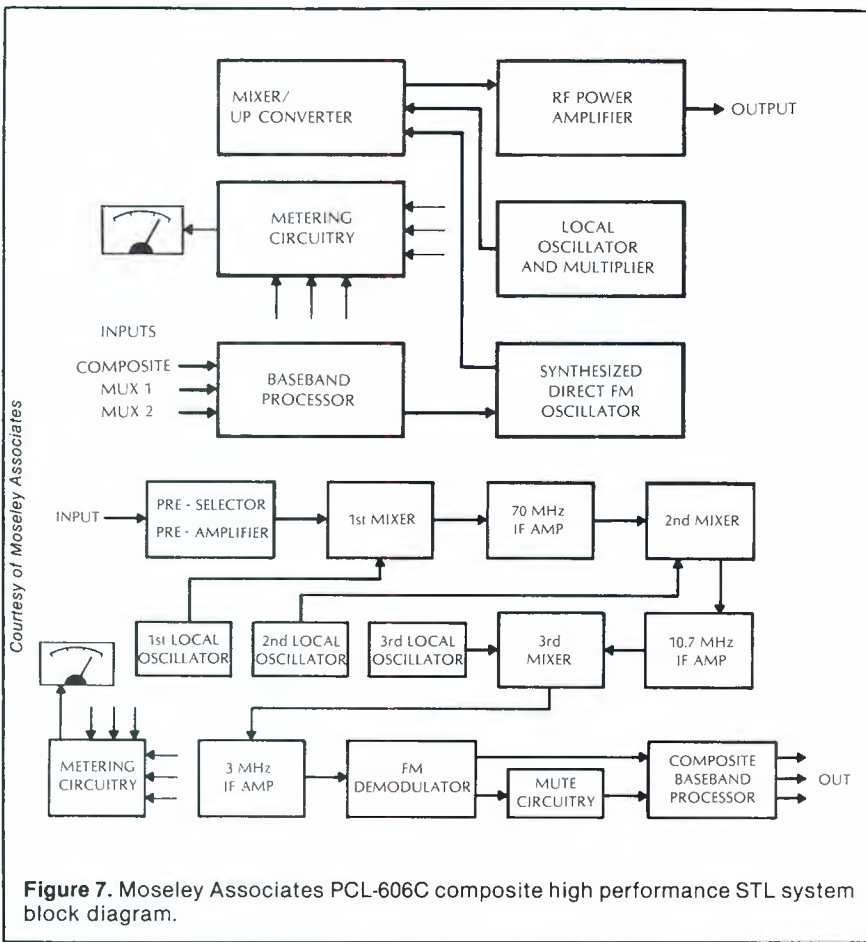 MIXER/
UP CONVERTER
RF POWER
AMPLIFIER
OUTPUT
METERING
CIRCUITRY
LOCAL
OSCILLATOR
AND MULTIPLIER
INPUTS
COMPOSITE
MUX 1
MUX 2
BASEBAND
PROCESSOR
SYNTHESIZED
DIRECT FM
OSCILLATOR
Courtesy of Moseley Associates
INPUT
PRE - SELECTOR
PRE - AMPLIFIER
1st MIXER
70 MHz
IF AMP
2nd MIXER
1st LOCAL
OSCILLATOR
2nd LOCAL
OSCILLATOR
3rd LOCAL
OSCILLATOR
3rd
MIXER
10.7 MHz
IF AMP
METERING
CIRCUITRY
3 MHz
IF AMP
FM
DEMODULATOR
MUTE
CIRCUITRY
COMPOSITE
BASEBAND
PROCESSOR
OUT
Figure 7. Moseley Associates PCL-606C composite high performance STL system
block diagram.